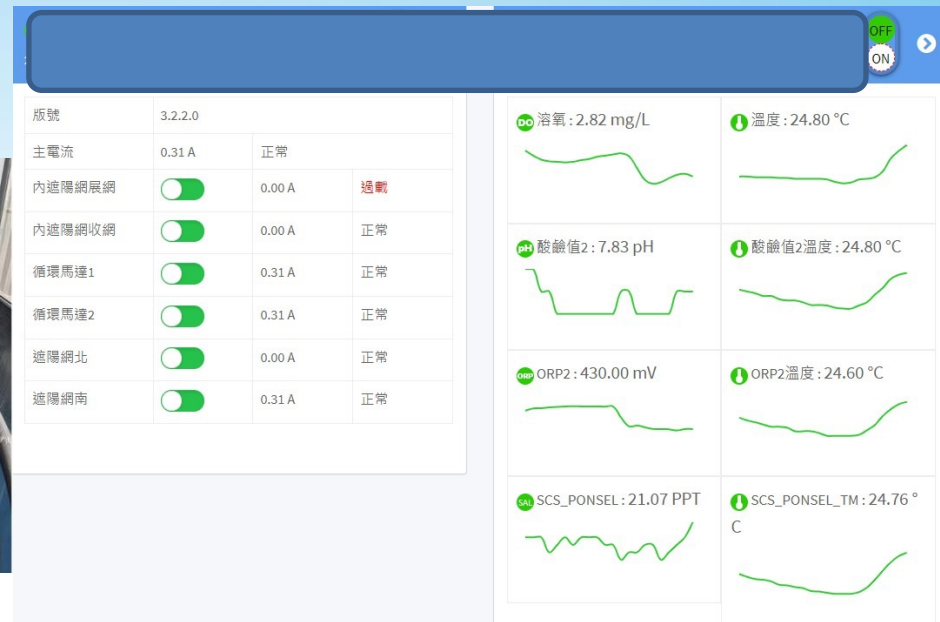 OFF
ON
版號 3.2.2.0
主電流 0.31 A 正常
內遮陽網展網 0.00 A 過載
內遮陽網收網 0.00 A 正常
循環馬達1 0.31 A 正常
循環馬達2 0.31 A 正常
遮陽網北 0.00 A 正常
遮陽網南 0.31 A 正常
DO 溶氧 : 2.82 mg/L
溫度 : 24.80 °C
pH 酸鹼值2 : 7.83 pH
酸鹼值2溫度 : 24.80 °C
ORP ORP2 : 430.00 mV
ORP2溫度 : 24.60 °C
SAL SCS_PONSEL : 21.07 PPT
SCS_PONSEL_TM : 24.76 °
C